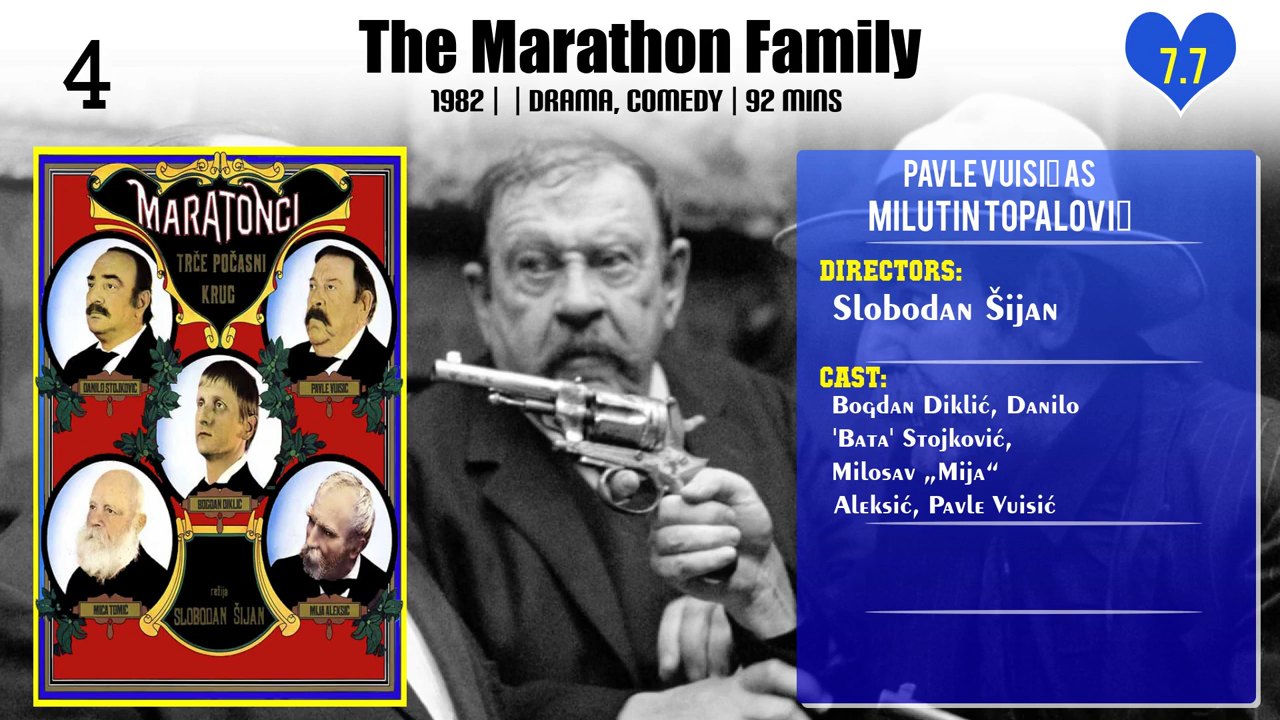 4
The Marathon Family
1982 | | DRAMA, COMEDY | 92 MINS
7.7
MARATONCI
TRČE POČASNI
KRUG
DANILO STOJKOVIC
PAVLE VUISIC
BOGDAN DIKLIC
MICA TOMIC
MIJA ALEKSIC
režija
SLOBODAN ŠIJAN
PAVLE VUISI▯ AS
MILUTIN TOPALOVI▯
DIRECTORS:
Slobodan Šijan
CAST:
Bogdan Diklić, Danilo
'Bata' Stojković,
Milosav „Mija“
Aleksić, Pavle Vuisić